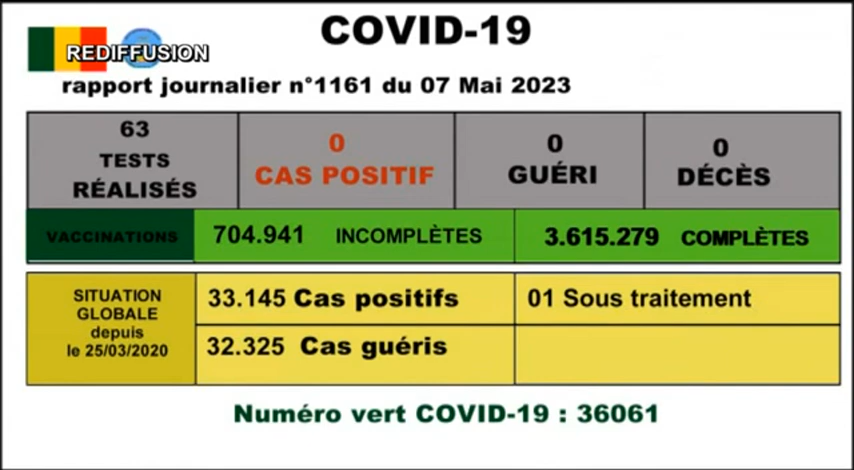 COVID-19
REDIFFUSION
rapport journalier n°1161 du 07 Mai 2023
63
TESTS
RÉALISÉS
0
CAS POSITIF
0
GUÉRI
0
DÉCÈS
VACCINATIONS
704.941 INCOMPLÈTES
3.615.279 COMPLÈTES
SITUATION
GLOBALE
depuis
le 25/03/2020
33.145 Cas positifs
01 Sous traitement
32.325 Cas guéris
Numéro vert COVID-19 : 36061